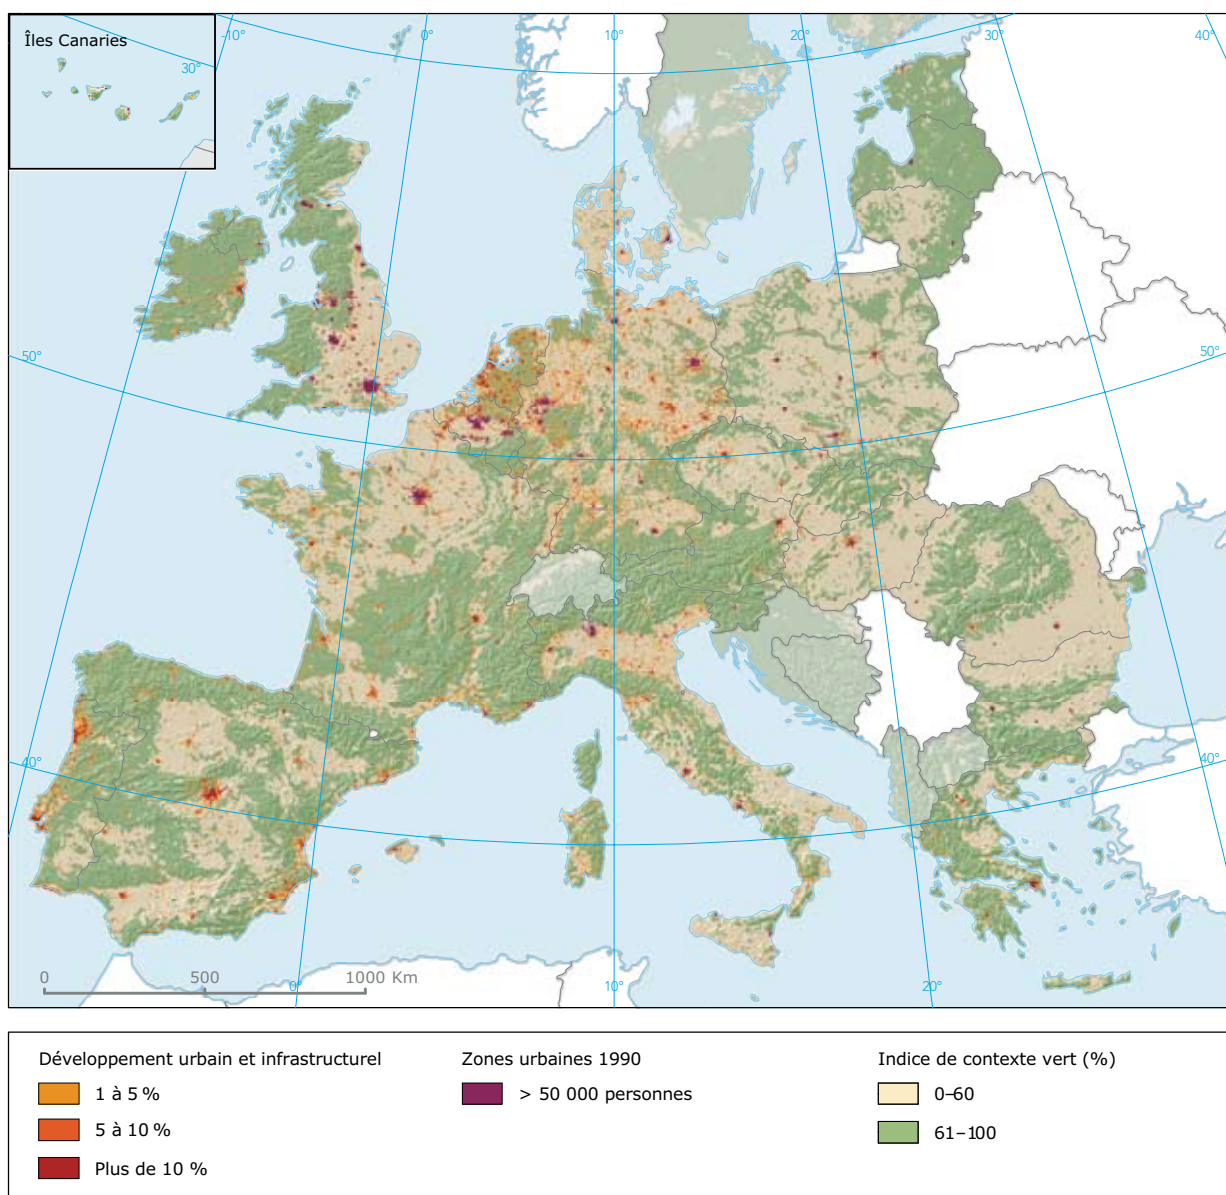 Îles Canaries
30°
-10°
0°
10°
20°
30°
40°
50°
50°
40°
40°
0 500 1000 Km
0°
10°
20°
Développement urbain et infrastructurel
1 à 5 %
5 à 10 %
Plus de 10 %
Zones urbaines 1990
> 50 000 personnes
Indice de contexte vert (%)
0–60
61–100